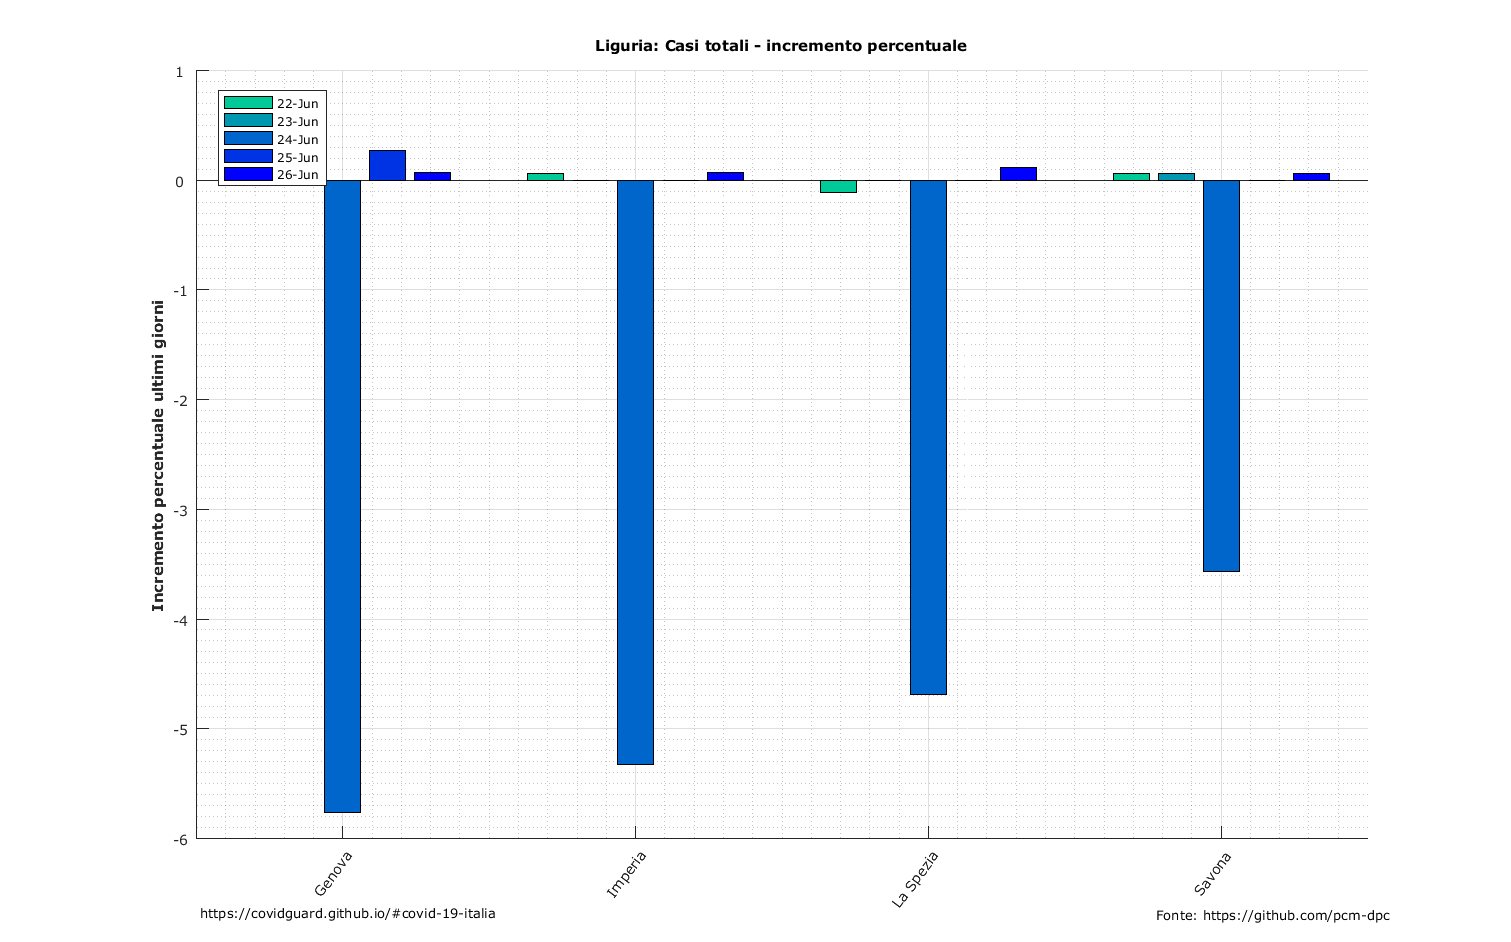 Liguria: Casi totali - incremento percentuale
1
0
-1
-2
-3
-4
-5
-6
22-Jun
23-Jun
24-Jun
25-Jun
26-Jun
Incremento percentuale ultimi giorni
Genova
Imperia
La Spezia
Savona
https://covidguard.github.io/#covid-19-italia
Fonte: https://github.com/pcm-dpc